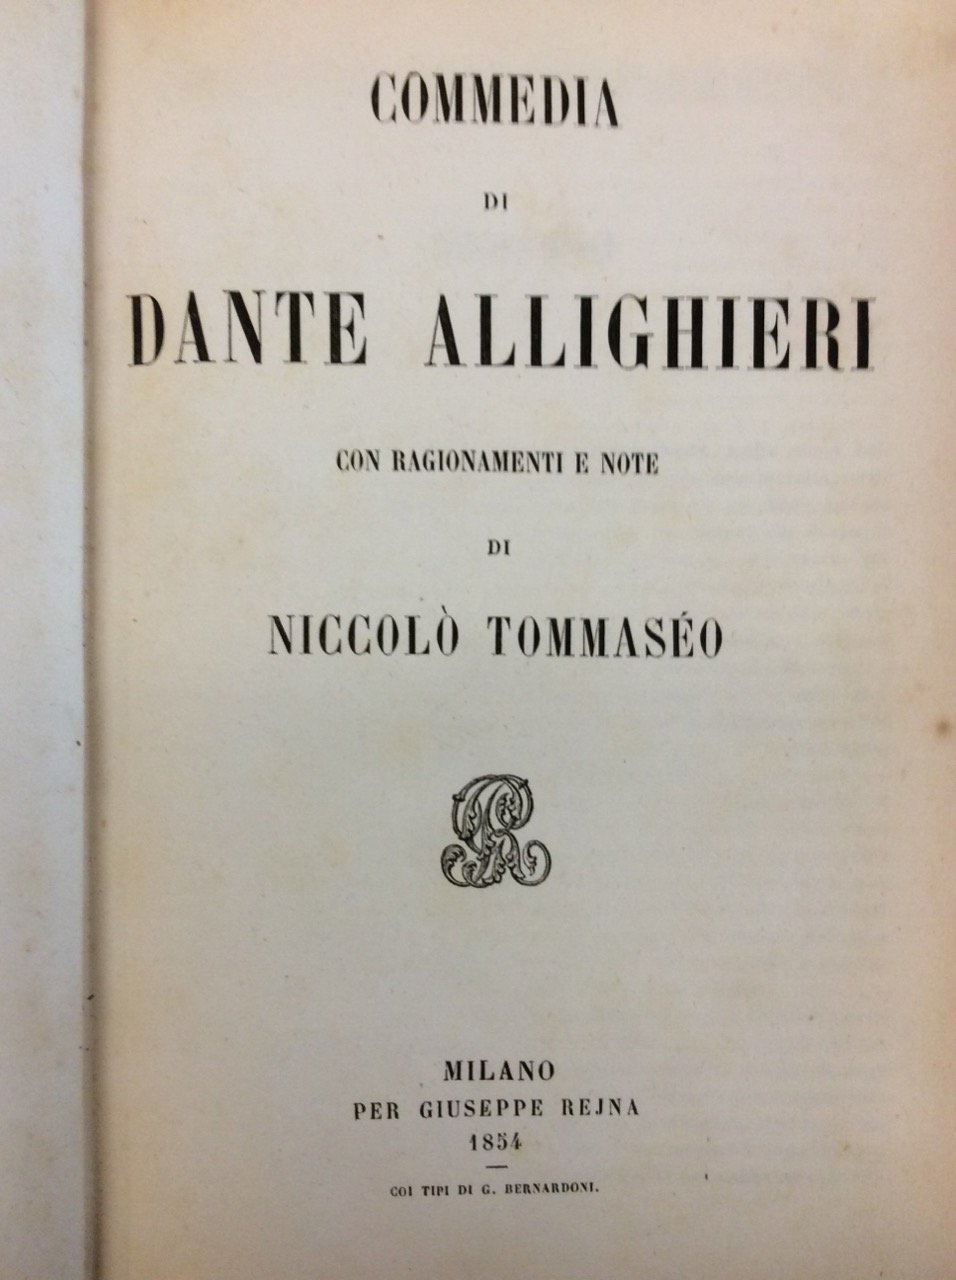 COMMEDIA
DI
DANTE ALLIGHIERI
CON RAGIONAMENTI E NOTE
DI
NICCOLÒ TOMMASÉO
MILANO
PER GIUSEPPE REJNA
1854
COI TIPI DI G. BERNARDONI.